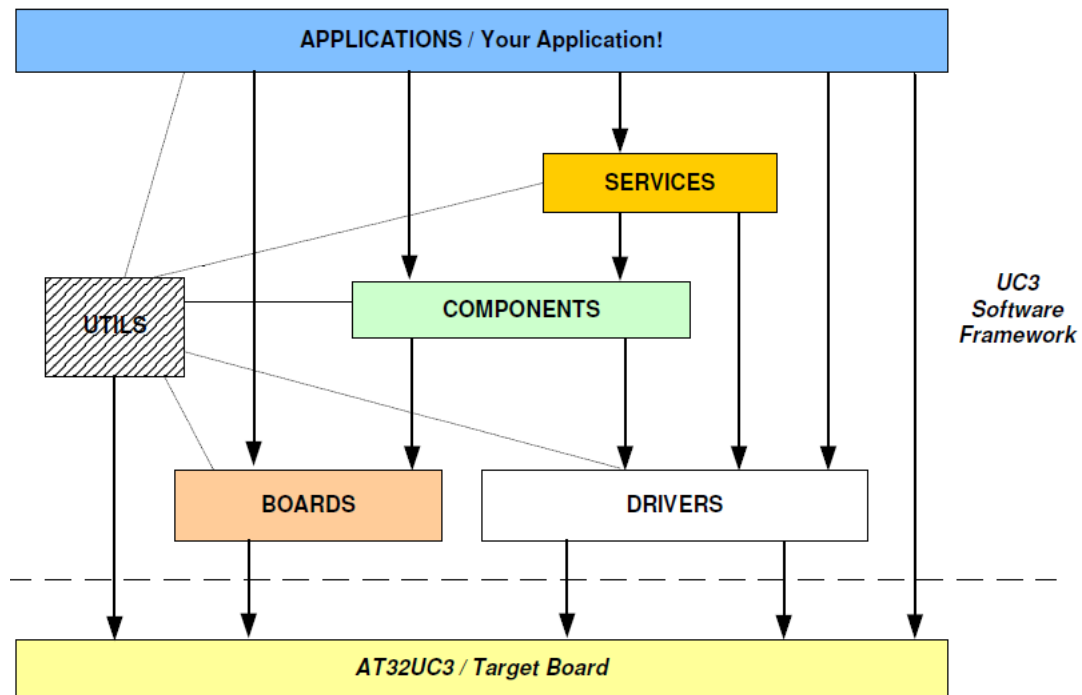 APPLICATIONS / Your Application!
SERVICES
COMPONENTS
UTILS
UC3
Software
Framework
BOARDS
DRIVERS
AT32UC3 / Target Board